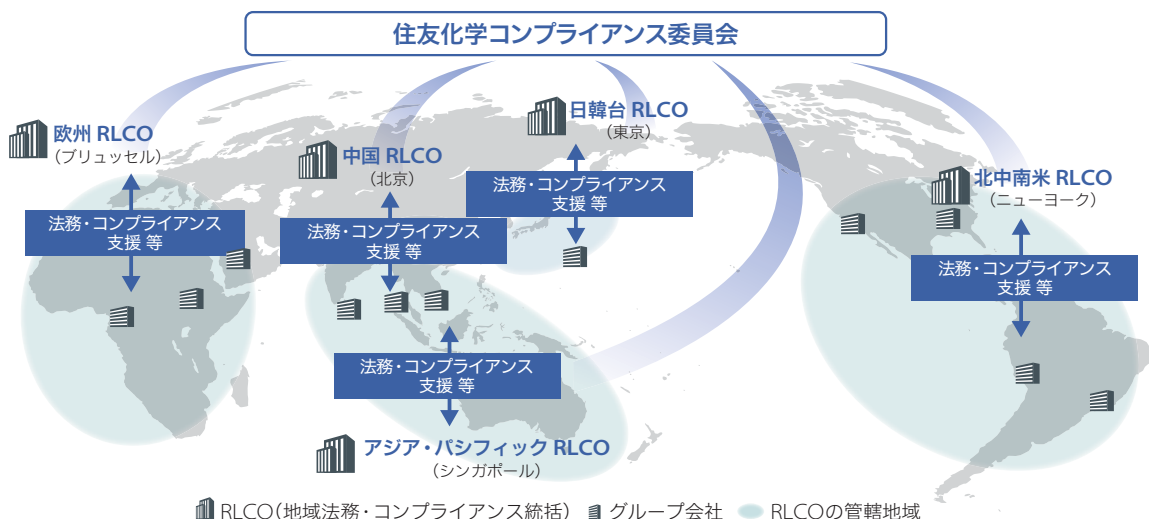 住友化学コンプライアンス委員会
日韓台 RLCO
(東京)
欧州 RLCO
(ブリュッセル)
中国 RLCO
(北京)
北中南米 RLCO
(ニューヨーク)
法務・コンプライアンス
支援 等
法務・コンプライアンス
支援 等
法務・コンプライアンス
支援 等
法務・コンプライアンス
支援 等
法務・コンプライアンス
支援 等
アジア・パシフィック RLCO
(シンガポール)
RLCO(地域法務・コンプライアンス統括) グループ会社 RLCOの管轄地域